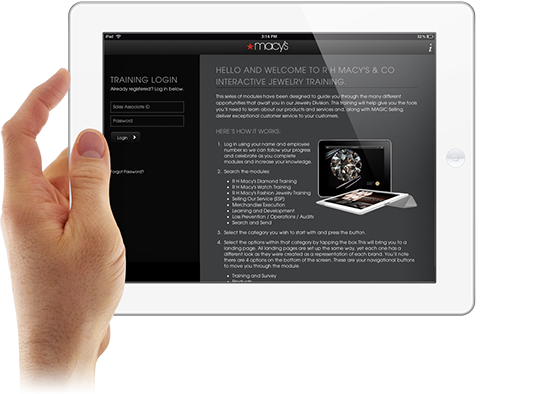 iPad 3:14 PM 32 %
★macy's
i
TRAINING LOGIN
Already registered? Log in below.
Sales Associate ID
Password
Login
Forgot Password?
HELLO AND WELCOME TO R H MACY'S & CO
INTERACTIVE JEWELRY TRAINING.
This series of modules have been designed to guide you through the many different
opportunities that await you in our Jewelry Division. This training will help give you the tools
you'll need to learn about our products and services and, along with MAGIC Selling,
deliver exceptional customer service to your customers.
HERE'S HOW IT WORKS:
1. Log in using your name and employee
number so we can follow your progress
and celebrate as you complete
modules and increase your knowledge.
2. Search the modules:
• R H Macy's Diamond Training
• R H Macy's Watch Training
• R H Macy's Fashion Jewelry Training
• Selling Our Service (ESP)
• Merchandise Execution
• Learning and Development
• Loss Prevention / Operations / Audits
• Search and Send
3. Select the category you wish to start with and press the button.
4. Select the options within that category by tapping the box.This will bring you to a
landing page. All landing pages are set up the same way, yet each one has a
different look as they were created as a representation of each brand. You'll note
there are 4 options on the bottom of the screen. These are your navigational buttons
to move you through the module.
• Training and Survey